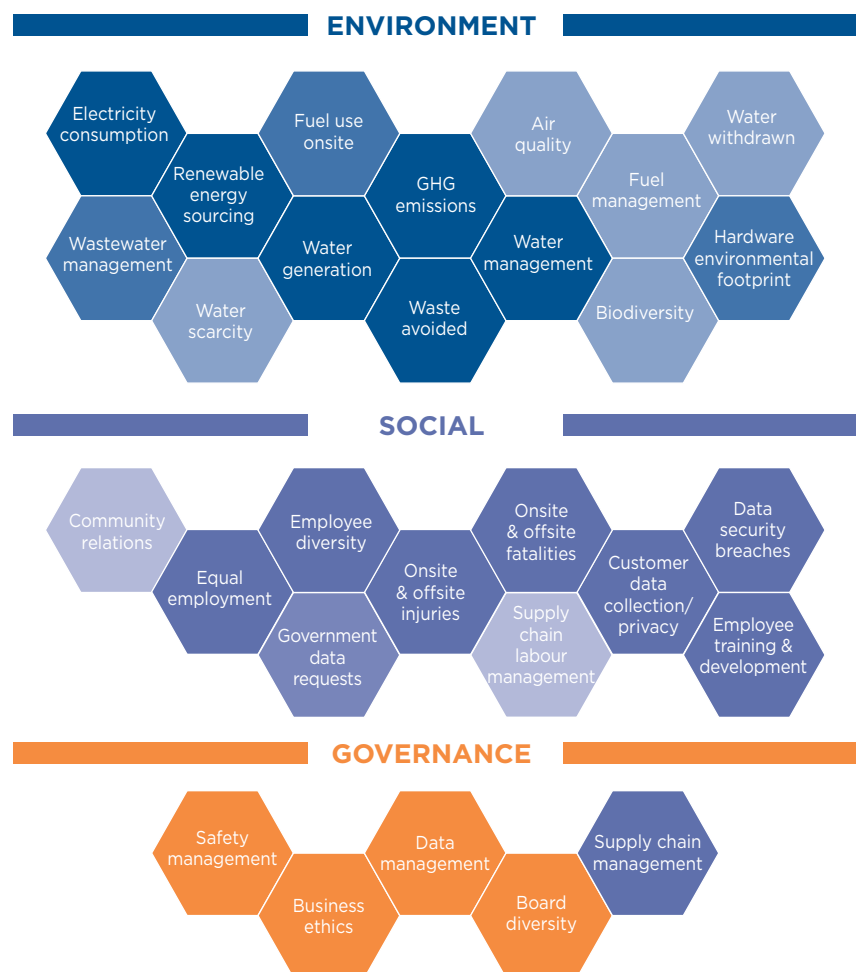 ENVIRONMENT
Electricity
consumption
Renewable
energy
sourcing
Fuel use
onsite
GHG
emissions
Air
quality
Fuel
management
Water
withdrawn
Wastewater
management
Water
scarcity
Water
generation
Waste
avoided
Water
management
Biodiversity
Hardware
environmental
footprint
SOCIAL
Community
relations
Equal
employment
Employee
diversity
Government
data
requests
Onsite
& offsite
injuries
Onsite
& offsite
fatalities
Supply
chain
labour
management
Customer
data
collection/
privacy
Data
security
breaches
Employee
training &
development
GOVERNANCE
Safety
management
Business
ethics
Data
management
Board
diversity
Supply chain
management